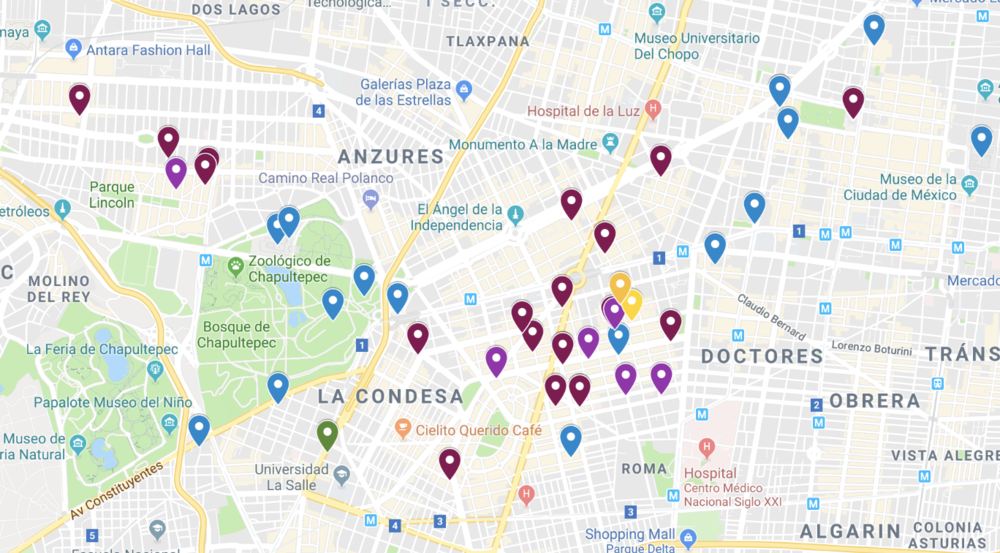 DOS LAGOS
Tecnológica...
1 SECC.
naya
Antara Fashion Hall
TLAXPANA
Museo Universitario
Del Chopo
Galerías Plaza
de las Estrellas
4
Hospital de la Luz
H
Monumento A la Madre
ANZURES
Camino Real Polanco
Parque
Lincoln
etróleos
El Ángel de la
Independencia
Museo de la
Ciudad de México
M
M
M
M
M
1
1
Zoológico de
Chapultepec
C
MOLINO
DEL REY
Mercado
M
M
Claudio Bernard
Bosque de
Chapultepec
La Feria de Chapultepec
1
M
Lorenzo Boturini
DOCTORES
TRÁNS
Papalote Museo del Niño
LA CONDESA
2
OBRERA
M
M
Museo de
ria Natural
Cielito Querido Café
Universidad
La Salle
ROMA
H
Hospital
Centro Médico
Nacional Siglo XXI
VISTA ALEGRE
M
Av Constituyentes
H
M
M
M
4
3
3
5
Shopping Mall
Parque Delta
ALGARIN
COLONIA
ASTURIAS